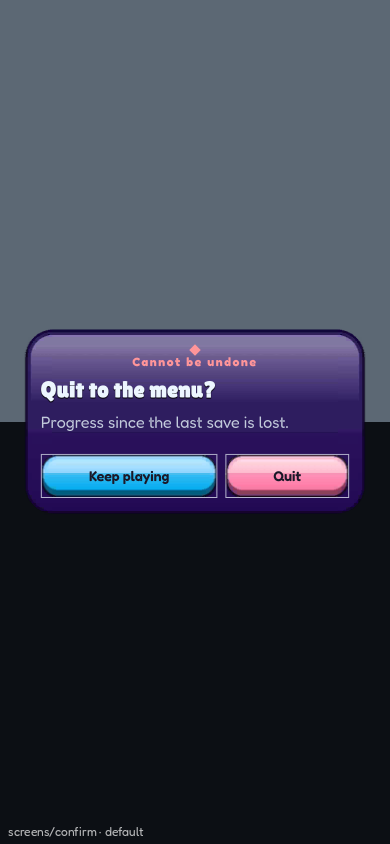 Cannot be undone
Quit to the menu?
Progress since the last save is lost.
Keep playing
Quit
screens/confirm · default